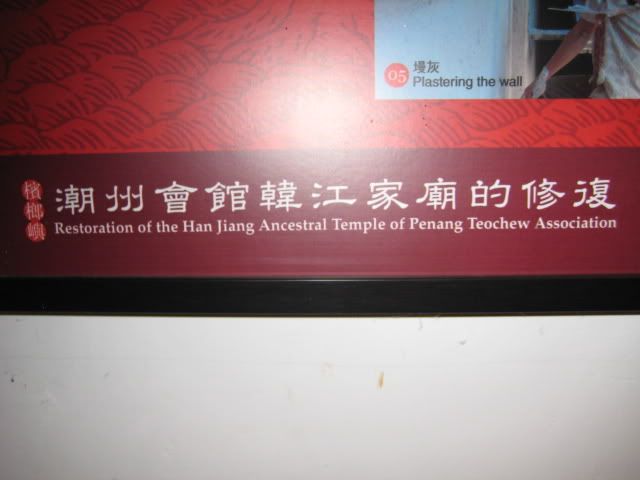 05 墁灰
Plastering the wall
檳榔嶼
潮州會館韓江家廟的修復
Restoration of the Han Jiang Ancestral Temple of Penang Teochew Association